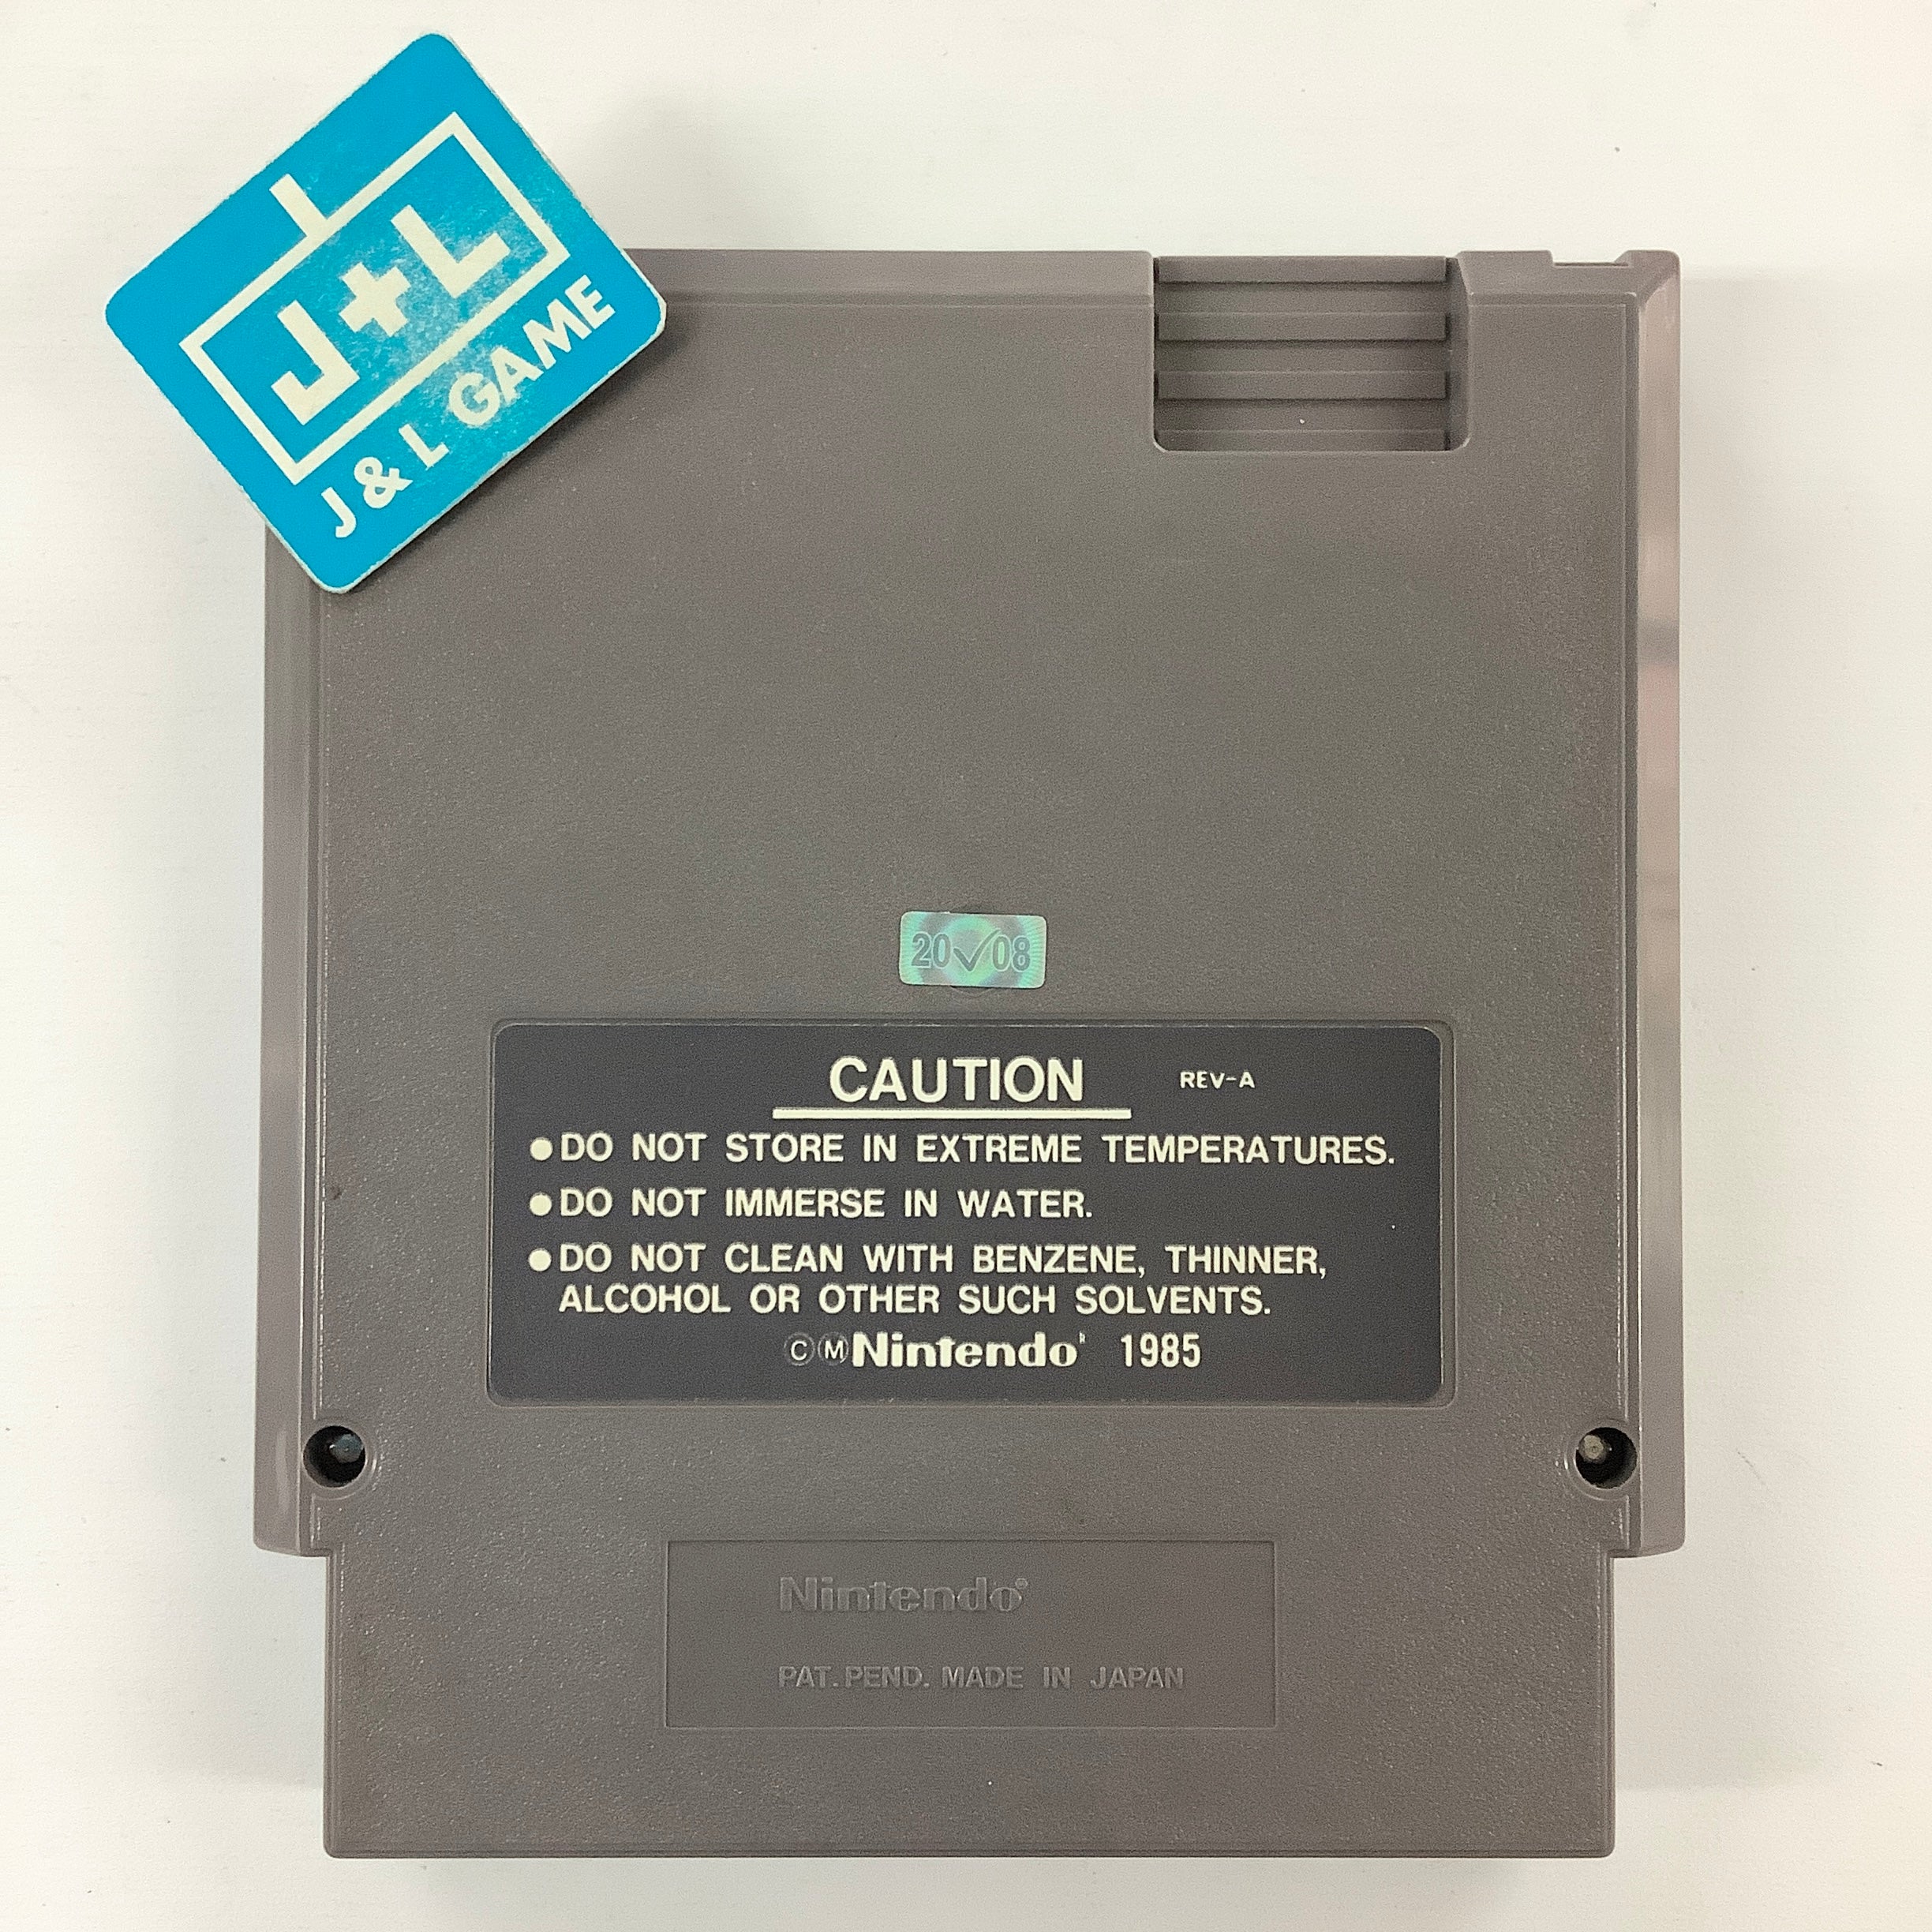 J+L
J & L GAME
20✓08
CAUTION REV-A
●DO NOT STORE IN EXTREME TEMPERATURES.
●DO NOT IMMERSE IN WATER.
●DO NOT CLEAN WITH BENZENE, THINNER,
ALCOHOL OR OTHER SUCH SOLVENTS.
ⒸⓂNintendo® 1985
Nintendo®
PAT. PEND. MADE IN JAPAN